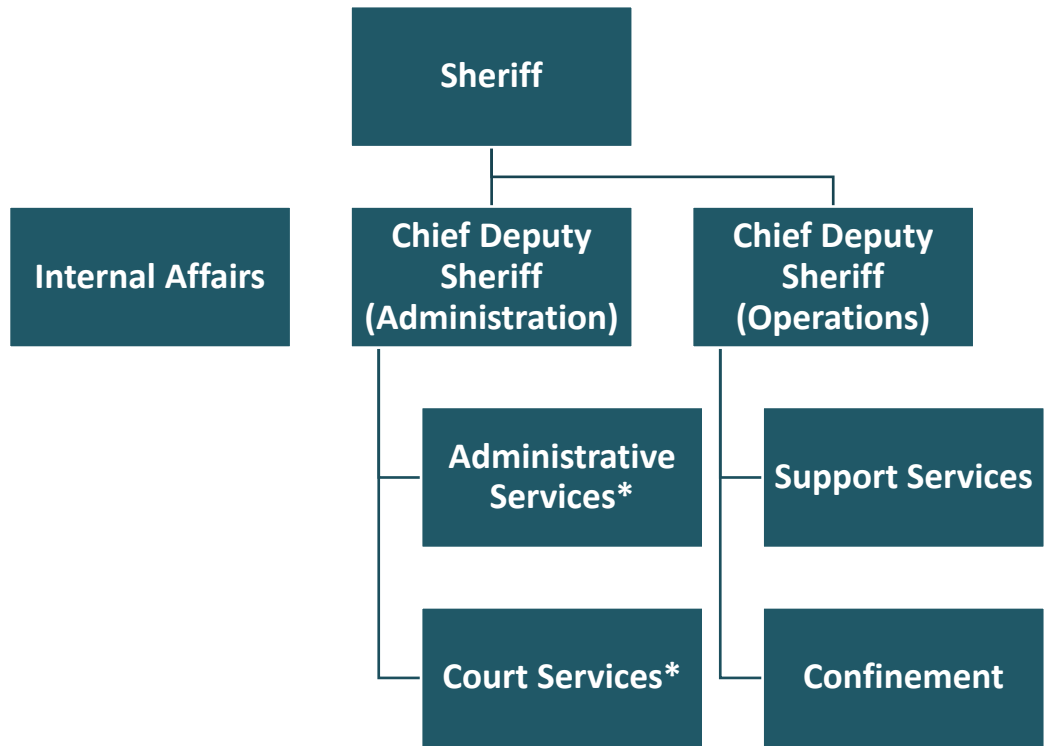 Sheriff
Internal Affairs
Chief Deputy
Sheriff
(Administration)
Chief Deputy
Sheriff
(Operations)
Administrative
Services*
Support Services
Court Services*
Confinement